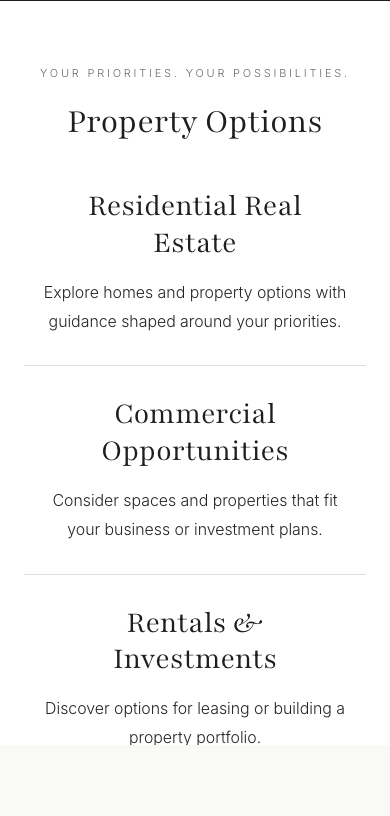 YOUR PRIORITIES. YOUR POSSIBILITIES.
Property Options
Residential Real
Estate
Explore homes and property options with
guidance shaped around your priorities.
Commercial
Opportunities
Consider spaces and properties that fit
your business or investment plans.
Rentals &
Investments
Discover options for leasing or building a
property portfolio.